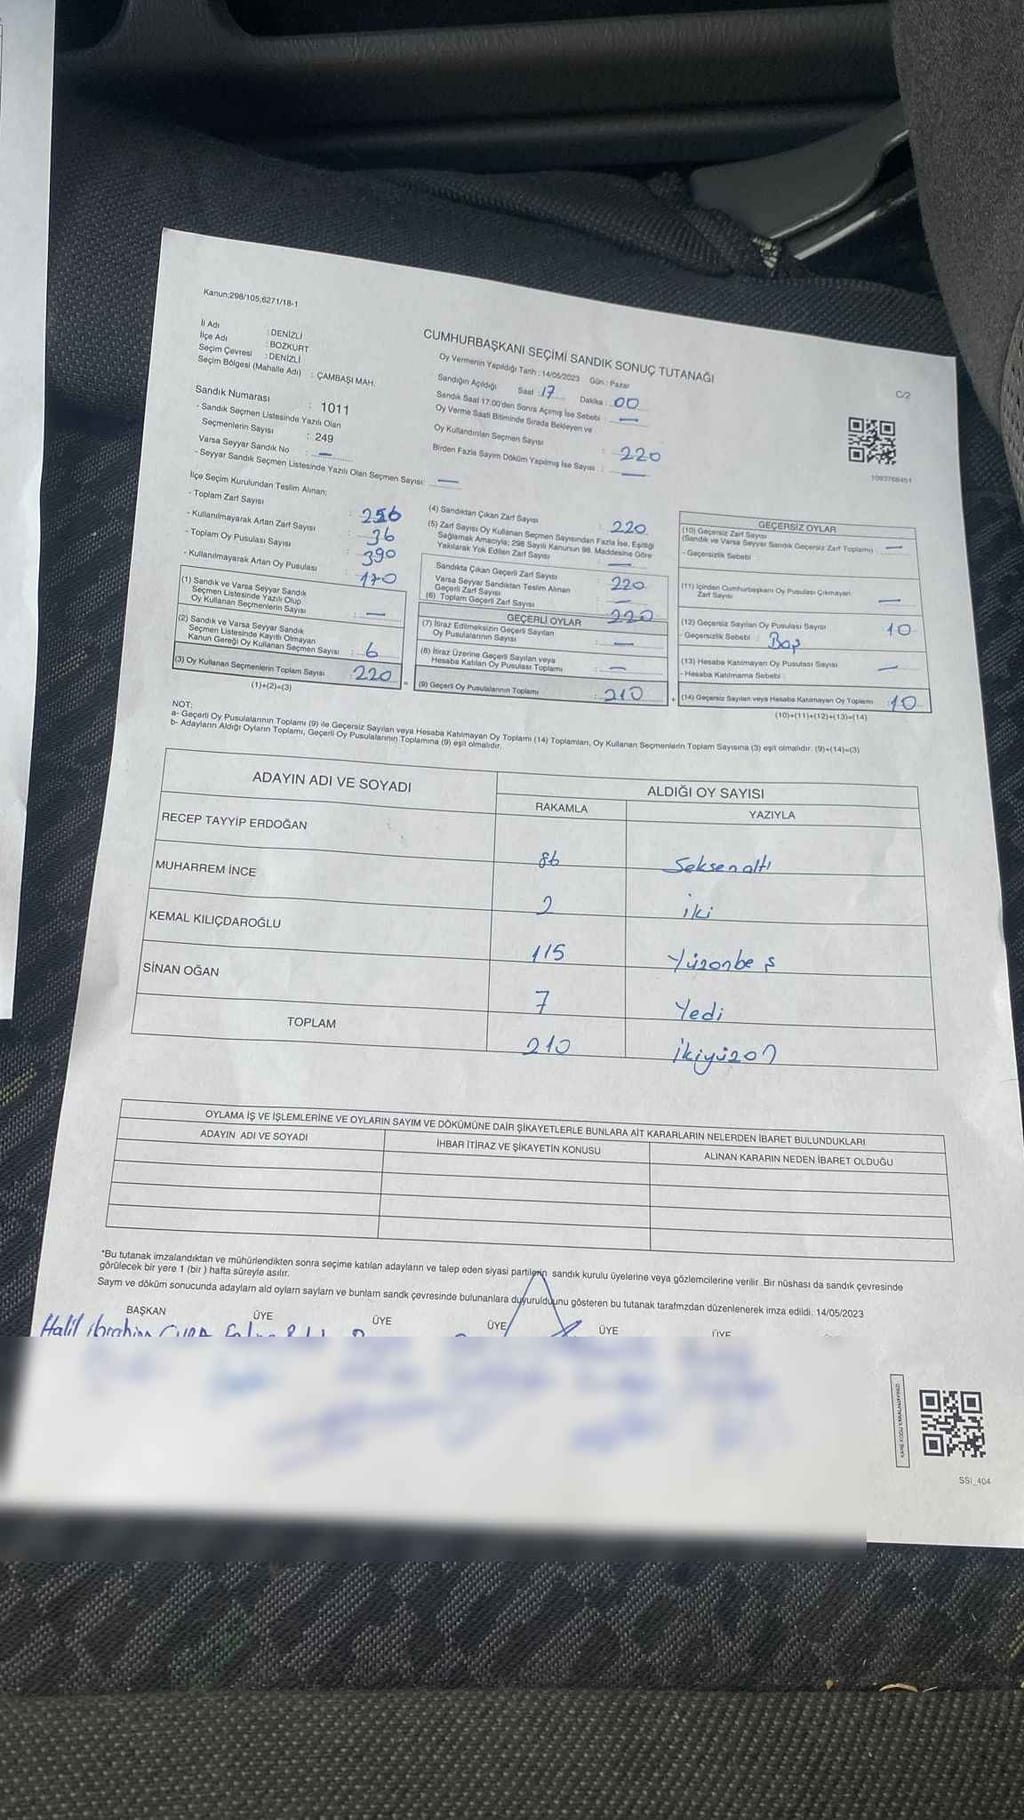 Kanun;298/105,6271/18-1
CUMHURBAŞKANI SEÇİMİ SANDIK SONUÇ TUTANAĞI
C/2
İl Adı : DENİZLİ
İlçe Adı : BOZKURT
Seçim Çevresi : DENİZLİ
Seçim Bölgesi (Mahalle Adı) : ÇAMBAŞI MAH.
Sandık Numarası : 1011
- Sandık Seçmen Listesinde Yazılı Olan
Seçmenlerin Sayısı : 249
Varsa Seyyar Sandık No : —
- Seyyar Sandık Seçmen Listesinde Yazılı Olan Seçmen Sayısı: —
Oy Vermenin Yapıldığı Tarih : 14/05/2023 Gün : Pazar
Sandığın Açıldığı Saat : 17 Dakika : 00
Sandık Saat 17.00'den Sonra Açımış İse Sebebi : —
Oy Verme Saati Bitiminde Sırada Bekleyen ve
Oy Kullandırılan Seçmen Sayısı : 220
Birden Fazla Sayım Döküm Yapılmış İse Sayısı : —
İlçe Seçim Kurulundan Teslim Alınan;
- Toplam Zarf Sayısı : 256
- Kullanılmayarak Artan Zarf Sayısı : 36
- Toplam Oy Pusulası Sayısı : 390
- Kullanılmayarak Artan Oy Pusulası : 170
(1) Sandık ve Varsa Seyyar Sandık
Seçmen Listesinde Yazılı Olup
Oy Kullanan Seçmenlerin Sayısı : —
(2) Sandık ve Varsa Seyyar Sandık
Seçmen Listesinde Kayıtlı Olmayan
Kanun Gereği Oy Kullanan Seçmen Sayısı : 6
(3) Oy Kullanan Seçmenlerin Toplam Sayısı : 220
(1)+(2)=(3)
(4) Sandıktan Çıkan Zarf Sayısı : 220
(5) Zarf Sayısı Oy Kullanan Seçmen Sayısından Fazla İse, Eşitliği
Sağlamak Amacıyla; 298 Sayılı Kanunun 98. Maddesine Göre
Yakılarak Yok Edilen Zarf Sayısı : —
Sandıkta Çıkan Geçerli Zarf Sayısı : 220
Varsa Seyyar Sandıktan Teslim Alınan
Geçerli Zarf Sayısı
(6) Toplam Geçerli Zarf Sayısı : 220
GEÇERLİ OYLAR
(7) İtiraz Edilmeksizin Geçerli Sayılan
Oy Pusulalarının Sayısı : —
(8) İtiraz Üzerine Geçerli Sayılan veya
Hesaba Katılan Oy Pusulası Toplamı : —
(9) Geçerli Oy Pusulalarının Toplamı : 210
1093768451
GEÇERSİZ OYLAR
(10) Geçersiz Zarf Sayısı
(Sandık ve Varsa Seyyar Sandık Geçersiz Zarf Toplamı) : —
- Geçersizlik Sebebi :
(11) İçinden Cumhurbaşkanı Oy Pusulası Çıkmayan
Zarf Sayısı : —
(12) Geçersiz Sayılan Oy Pusulası Sayısı : 10
- Geçersizlik Sebebi : Boş
(13) Hesaba Katılmayan Oy Pusulası Sayısı : —
- Hesaba Katılmama Sebebi :
(14) Geçersiz Sayılan veya Hesaba Katılmayan Oy Toplamı : 10
(10)+(11)+(12)+(13)=(14)
NOT:
a- Geçerli Oy Pusulalarının Toplamı (9) ile Geçersiz Sayılan veya Hesaba Katılmayan Oy Toplamı (14) Toplamları, Oy Kullanan Seçmenlerin Toplam Sayısına (3) eşit olmalıdır. (9)+(14)=(3)
b- Adayların Aldığı Oyların Toplamı, Geçerli Oy Pusulalarının Toplamına (9) eşit olmalıdır.
ADAYIN ADI VE SOYADI ALDIĞI OY SAYISI
RAKAMLA YAZIYLA
RECEP TAYYİP ERDOĞAN 86 Seksenaltı
MUHARREM İNCE 2 iki
KEMAL KILIÇDAROĞLU 115 Yüzonbeş
SİNAN OĞAN 7 Yedi
TOPLAM 210 ikiyüzon
OYLAMA İŞ VE İŞLEMLERİNE VE OYLARIN SAYIM VE DÖKÜMÜNE DAİR ŞİKAYETLERLE BUNLARA AİT KARARLARIN NELERDEN İBARET BULUNDUKLARI
ADAYIN ADI VE SOYADI İHBAR İTİRAZ VE ŞİKAYETİN KONUSU ALINAN KARARIN NEDEN İBARET OLDUĞU
*Bu tutanak imzalandıktan ve mühürlendikten sonra seçime katılan adayların ve talep eden siyasi partilerin sandık kurulu üyelerine veya gözlemcilerine verilir. Bir nüshası da sandık çevresinde
görülecek bir yere 1 (bir ) hafta süreyle asılır.
Sayım ve döküm sonucunda adayların ald oyların sayları ve bunlam sandk çevresinde bulunanlara duyurulduunu gösteren bu tutanak tarafmzdan düzenlenerek imza edildi. 14/05/2023
BAŞKAN ÜYE ÜYE ÜYE ÜYE ÜYE
Halil ibrahim
SSI_404